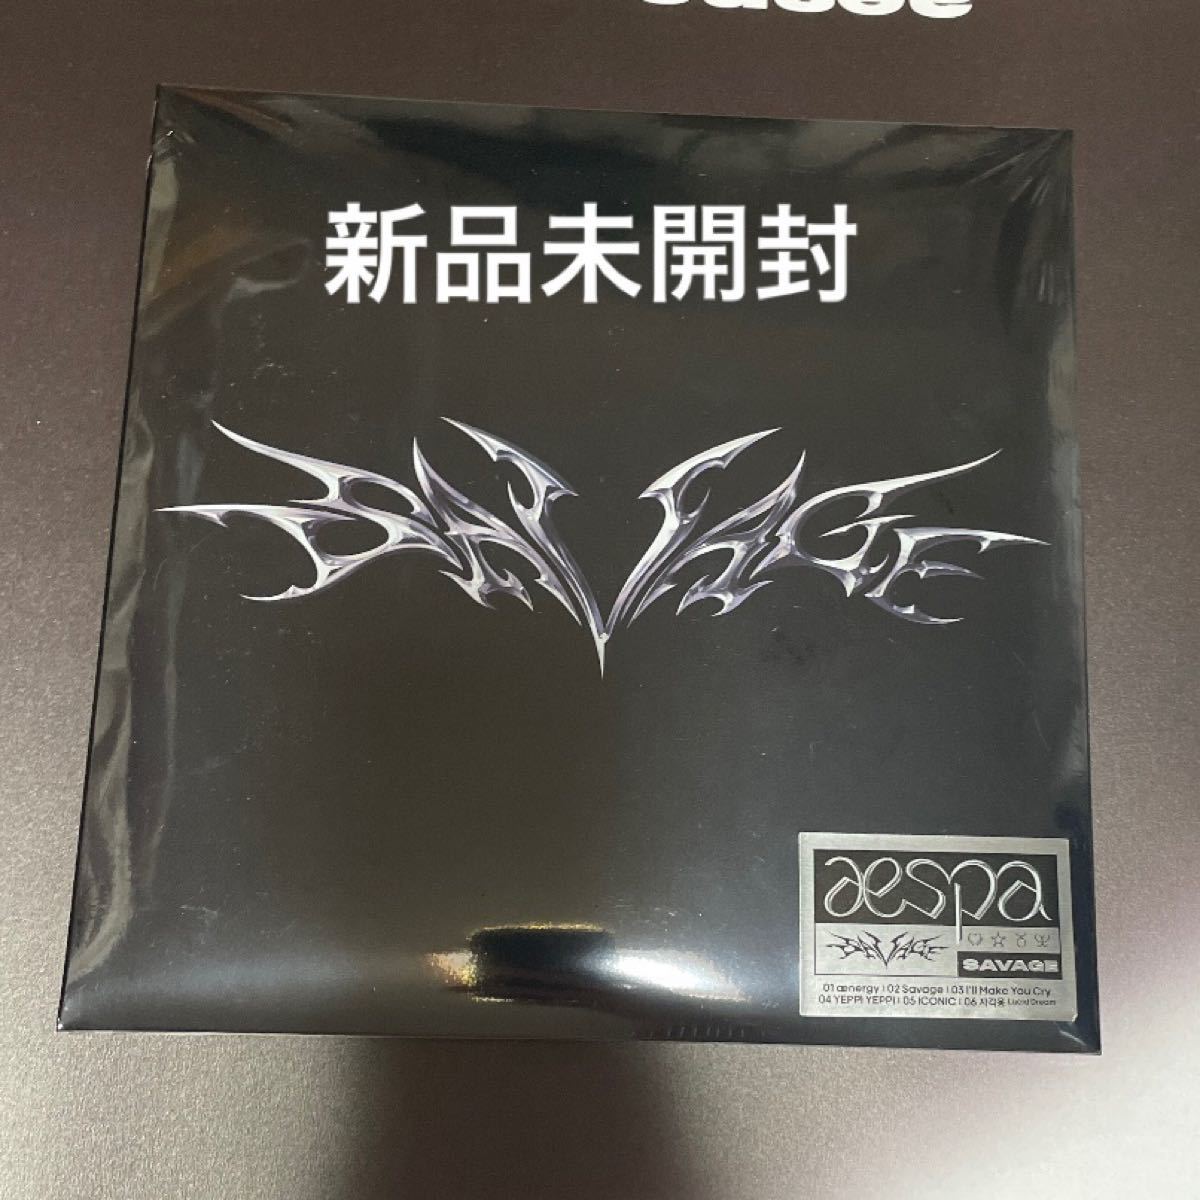 新品未開封
SAVAGE
aespa
SAVAGE
SAVAGE
01 ænergy | 02 Savage | 03 I'll Make You Cry
04 YEPPI YEPPI | 05 ICONIC | 06 자각몽 Lucid Dream